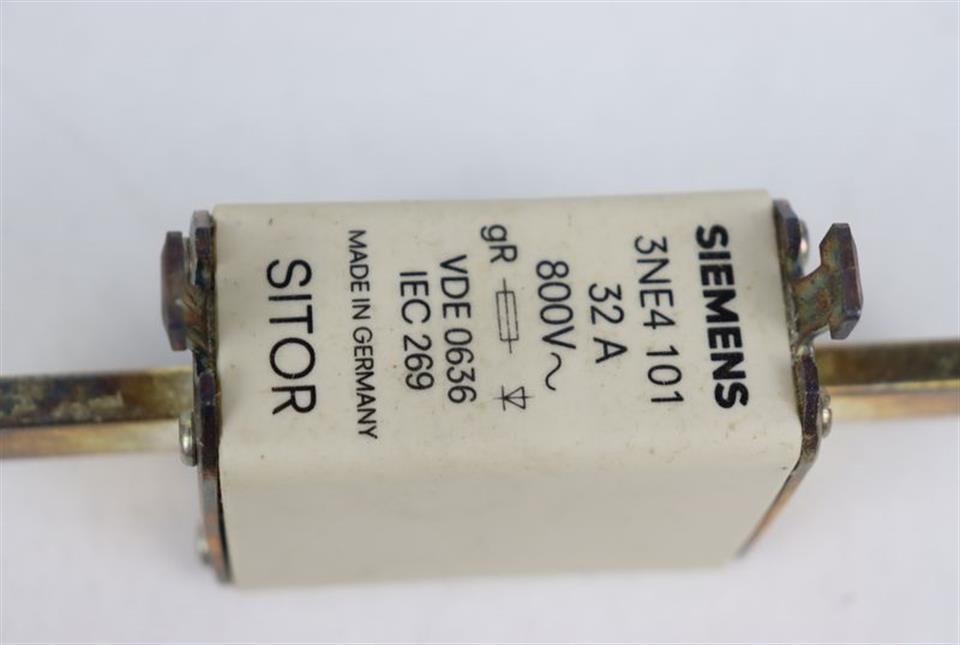 SIEMENS
3NE4 101
32 A
800V~
gR
VDE 0636
IEC 269
MADE IN GERMANY
SITOR